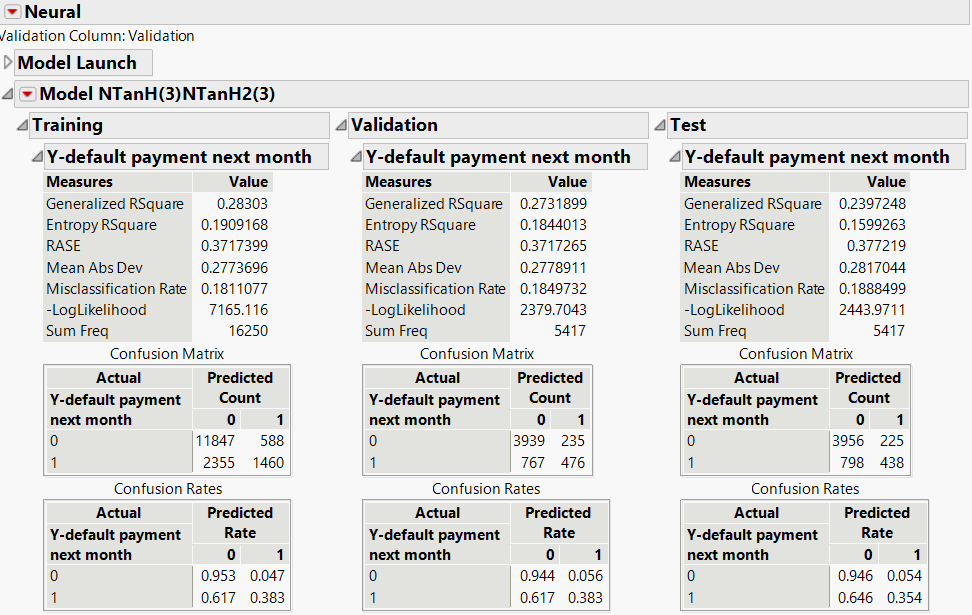 Neural
Validation Column: Validation
Model Launch
Model NTanH(3)NTanH2(3)
Training
Y-default payment next month
Measures Value
Generalized RSquare 0.28303
Entropy RSquare 0.1909168
RASE 0.3717399
Mean Abs Dev 0.2773696
Misclassification Rate 0.1811077
-LogLikelihood 7165.116
Sum Freq 16250
Confusion Matrix
Actual Predicted
Y-default payment Count
next month 0 1
0 11847 588
1 2355 1460
Confusion Rates
Actual Predicted
Y-default payment Rate
next month 0 1
0 0.953 0.047
1 0.617 0.383
Validation
Y-default payment next month
Measures Value
Generalized RSquare 0.2731899
Entropy RSquare 0.1844013
RASE 0.3717265
Mean Abs Dev 0.2778911
Misclassification Rate 0.1849732
-LogLikelihood 2379.7043
Sum Freq 5417
Confusion Matrix
Actual Predicted
Y-default payment Count
next month 0 1
0 3939 235
1 767 476
Confusion Rates
Actual Predicted
Y-default payment Rate
next month 0 1
0 0.944 0.056
1 0.617 0.383
Test
Y-default payment next month
Measures Value
Generalized RSquare 0.2397248
Entropy RSquare 0.1599263
RASE 0.377219
Mean Abs Dev 0.2817044
Misclassification Rate 0.1888499
-LogLikelihood 2443.9711
Sum Freq 5417
Confusion Matrix
Actual Predicted
Y-default payment Count
next month 0 1
0 3956 225
1 798 438
Confusion Rates
Actual Predicted
Y-default payment Rate
next month 0 1
0 0.946 0.054
1 0.646 0.354